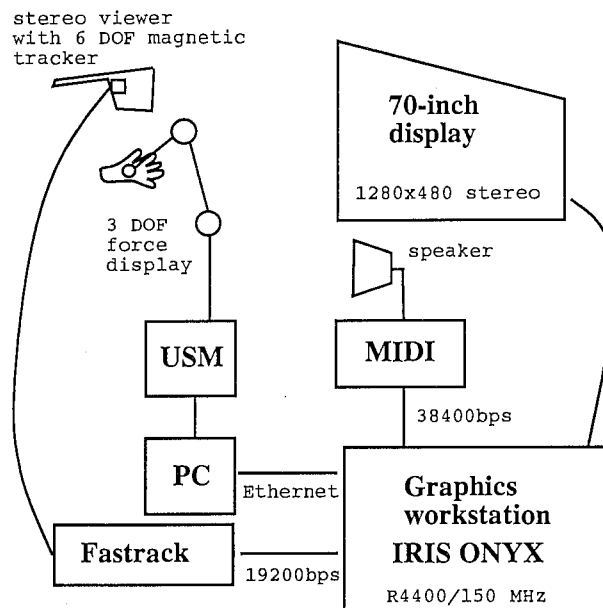 stereo viewer
with 6 DOF magnetic
tracker
70-inch
display
1280x480 stereo
3 DOF
force
display
speaker
USM
MIDI
38400bps
PC
Ethernet
Graphics
workstation
IRIS ONYX
R4400/150 MHz
Fastrack
19200bps